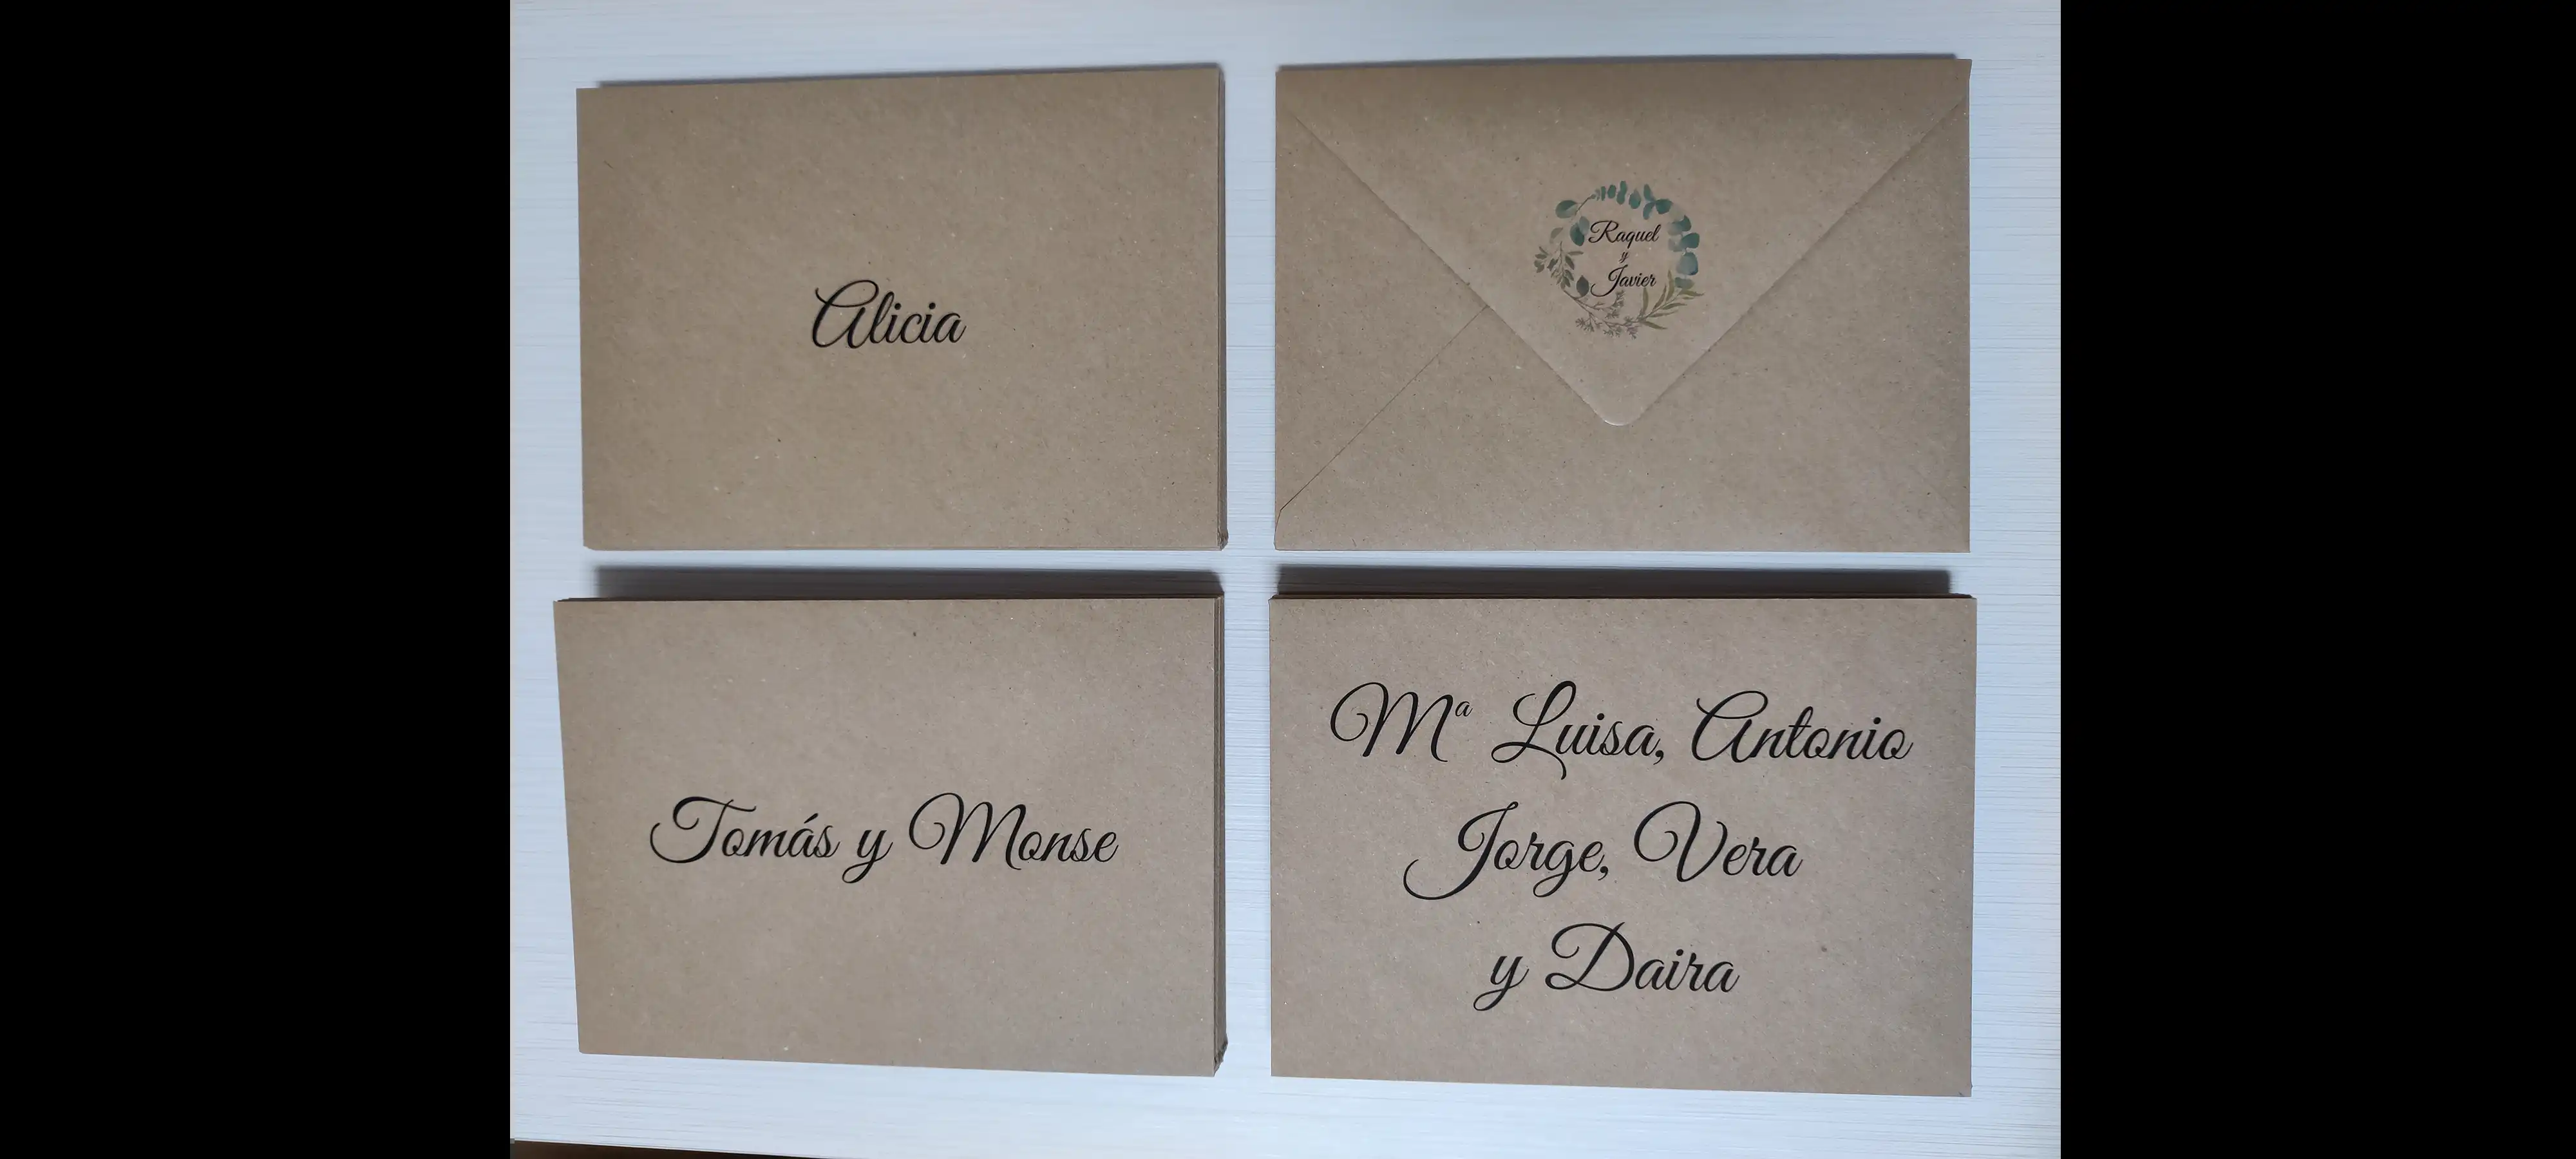 Alicia
Raquel
y
Javier
Tomás y Monse
Mª Luisa, Antonio
Jorge, Vera
y Daira